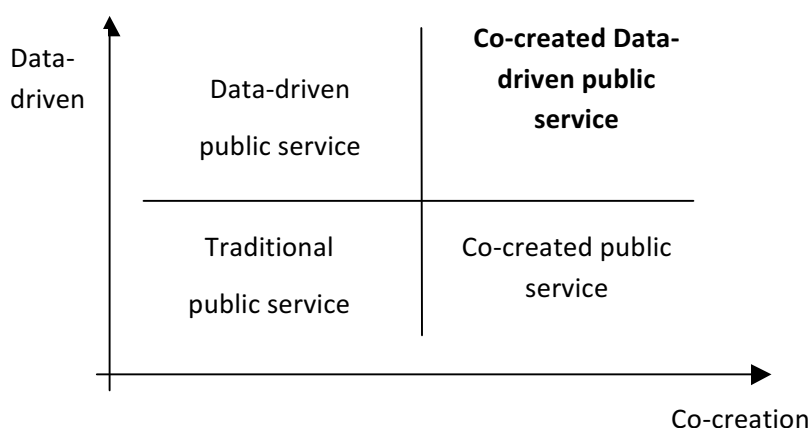 Data-
driven
Data-driven
public service
Co-created Data-
driven public
service
Traditional
public service
Co-created public
service
Co-creation